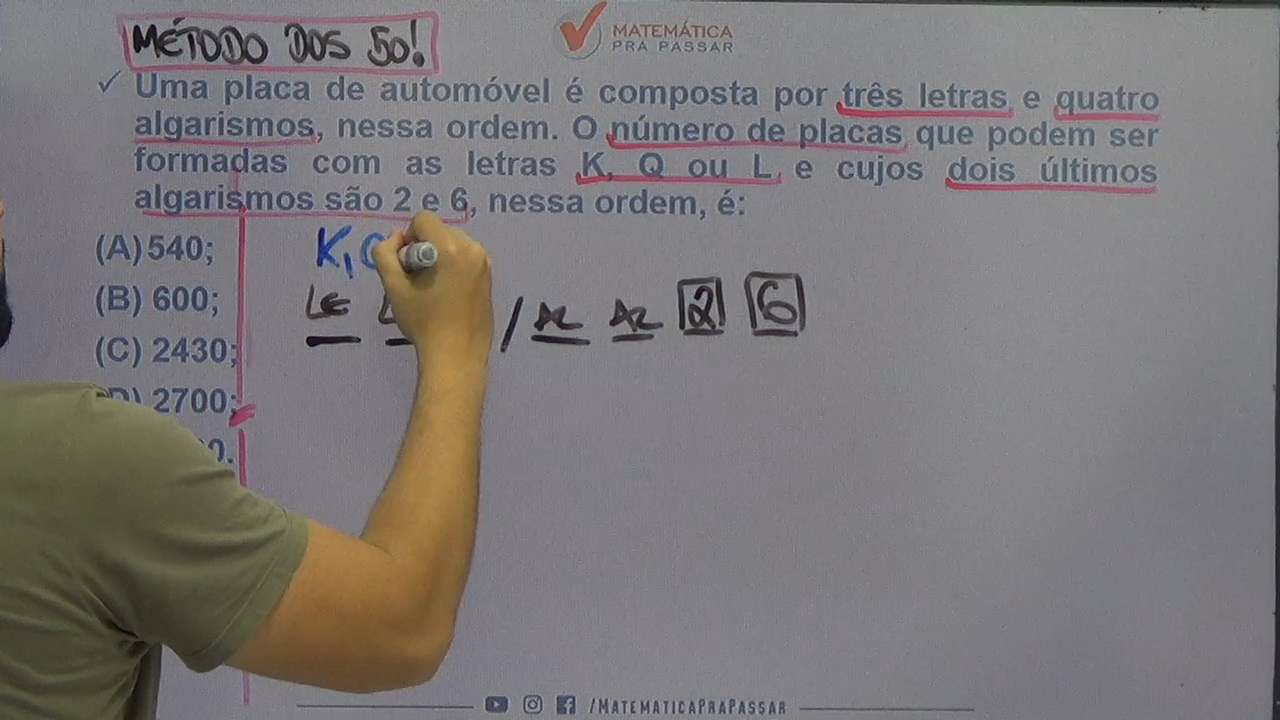 MÉTODO DOS 50!
MATEMÁTICA
PRA PASSAR
✓ Uma placa de automóvel é composta por três letras e quatro
algarismos, nessa ordem. O número de placas que podem ser
formadas com as letras K, Q ou L e cujos dois últimos
algarismos são 2 e 6, nessa ordem, é:
(A) 540;
(B) 600;
(C) 2430;
D) 2700;
0.
K,
LE / AL AL 2 6
/MATEMATICAPRAPASSAR